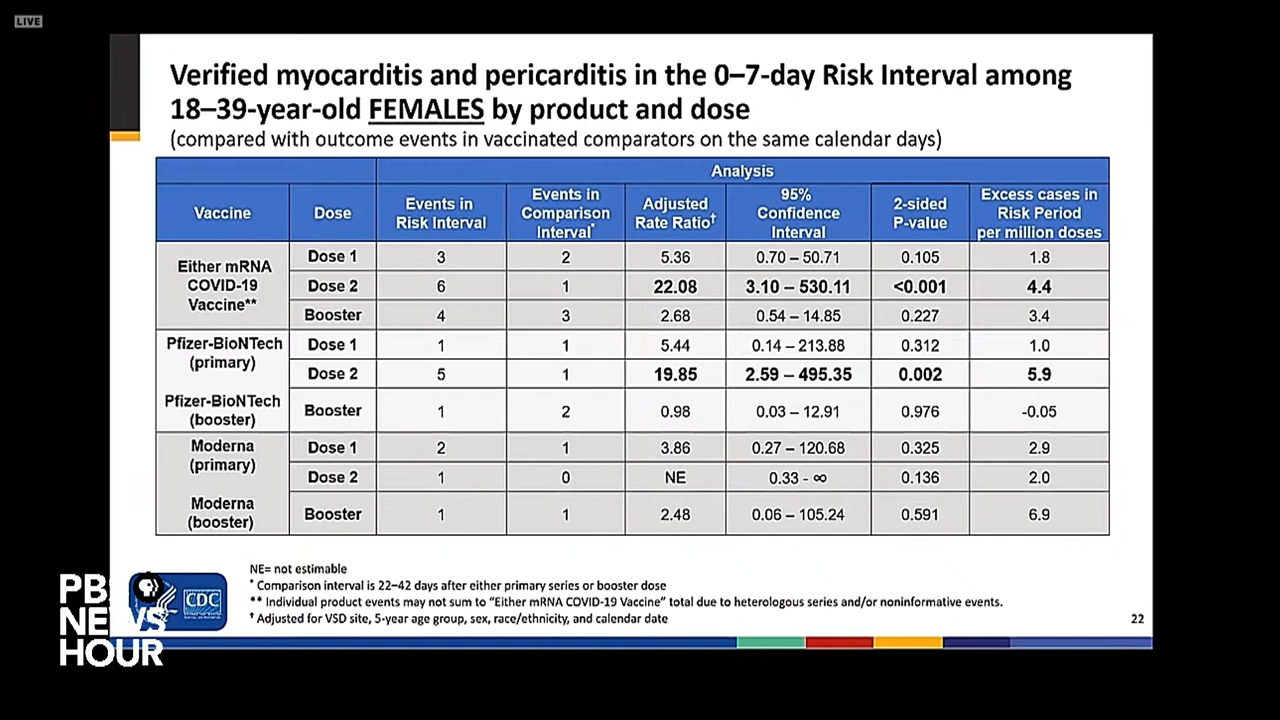 LIVE
Verified myocarditis and pericarditis in the 0–7-day Risk Interval among
18–39-year-old FEMALES by product and dose
(compared with outcome events in vaccinated comparators on the same calendar days)
Analysis
Vaccine Dose Events in Risk Interval Events in Comparison Interval* Adjusted Rate Ratio† 95% Confidence Interval 2-sided P-value Excess cases in Risk Period per million doses
Either mRNA COVID-19 Vaccine**
Dose 1 3 2 5.36 0.70 – 50.71 0.105 1.8
Dose 2 6 1 22.08 3.10 – 530.11 <0.001 4.4
Booster 4 3 2.68 0.54 – 14.85 0.227 3.4
Pfizer-BioNTech (primary)
Dose 1 1 1 5.44 0.14 – 213.88 0.312 1.0
Dose 2 5 1 19.85 2.59 – 495.35 0.002 5.9
Pfizer-BioNTech (booster)
Booster 1 2 0.98 0.03 – 12.91 0.976 -0.05
Moderna (primary)
Dose 1 2 1 3.86 0.27 – 120.68 0.325 2.9
Dose 2 1 0 NE 0.33 - ∞ 0.136 2.0
Moderna (booster)
Booster 1 1 2.48 0.06 – 105.24 0.591 6.9
NE= not estimable
* Comparison interval is 22–42 days after either primary series or booster dose
** Individual product events may not sum to “Either mRNA COVID-19 Vaccine” total due to heterologous series and/or noninformative events.
† Adjusted for VSD site, 5-year age group, sex, race/ethnicity, and calendar date
22
CDC
PBS
NEWS
HOUR